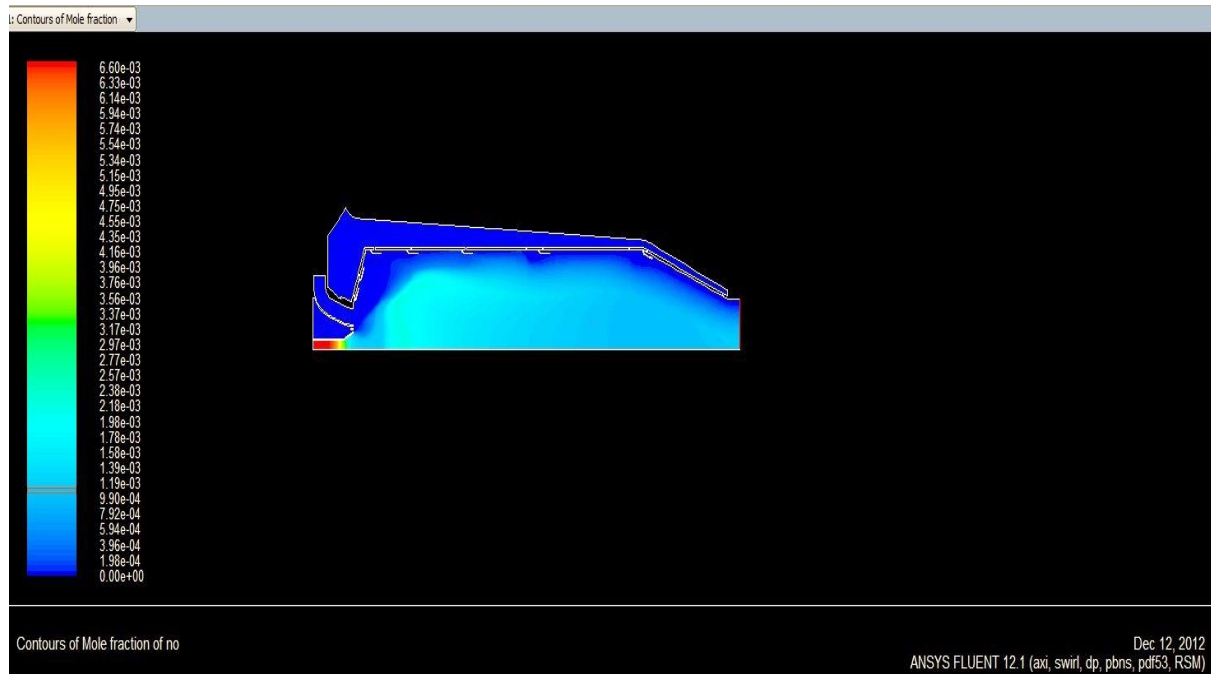 1: Contours of Mole fraction
6.60e-03
6.33e-03
6.14e-03
5.94e-03
5.74e-03
5.54e-03
5.34e-03
5.15e-03
4.95e-03
4.75e-03
4.55e-03
4.35e-03
4.16e-03
3.96e-03
3.76e-03
3.56e-03
3.37e-03
3.17e-03
2.97e-03
2.77e-03
2.57e-03
2.38e-03
2.18e-03
1.98e-03
1.78e-03
1.58e-03
1.39e-03
1.19e-03
9.90e-04
7.92e-04
5.94e-04
3.96e-04
1.98e-04
0.00e+00
Contours of Mole fraction of no
Dec 12, 2012
ANSYS FLUENT 12.1 (axi, swirl, dp, pbns, pdf53, RSM)